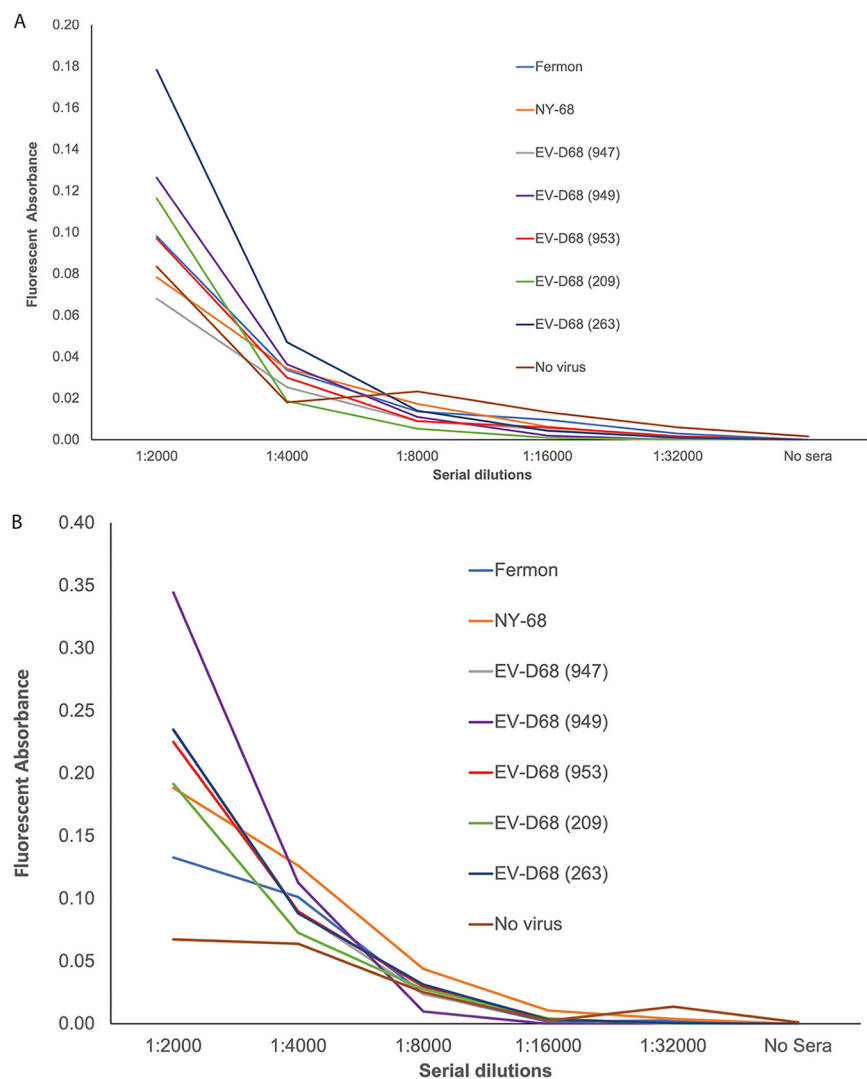 A
0.20
0.18
0.16
0.14
0.12
0.10
0.08
0.06
0.04
0.02
0.00
Fluorescent Absorbance
Fermon
NY-68
EV-D68 (947)
EV-D68 (949)
EV-D68 (953)
EV-D68 (209)
EV-D68 (263)
No virus
1:2000 1:4000 1:8000 1:16000 1:32000 No sera
Serial dilutions
B
0.40
0.35
0.30
0.25
0.20
0.15
0.10
0.05
0.00
Fluorescent Absorbance
Fermon
NY-68
EV-D68 (947)
EV-D68 (949)
EV-D68 (953)
EV-D68 (209)
EV-D68 (263)
No virus
1:2000 1:4000 1:8000 1:16000 1:32000 No Sera
Serial dilutions